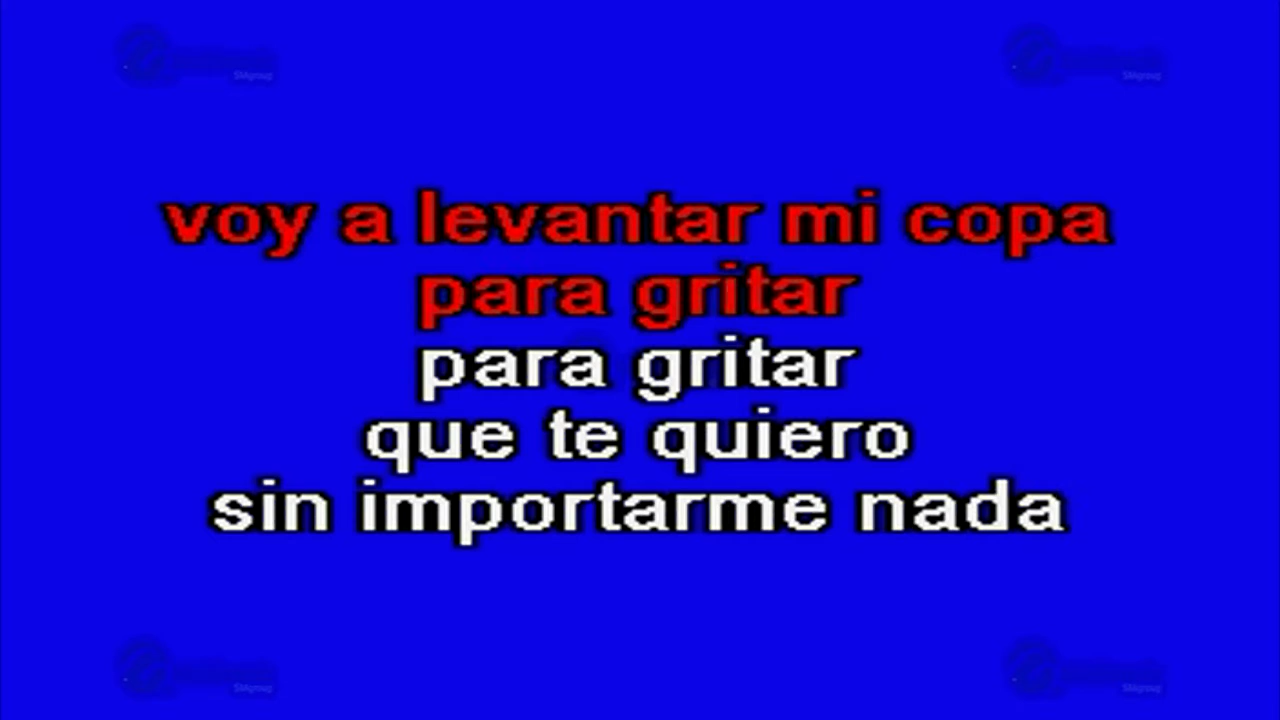 voy a levantar mi copa
para gritar
para gritar
que te quiero
sin importarme nada